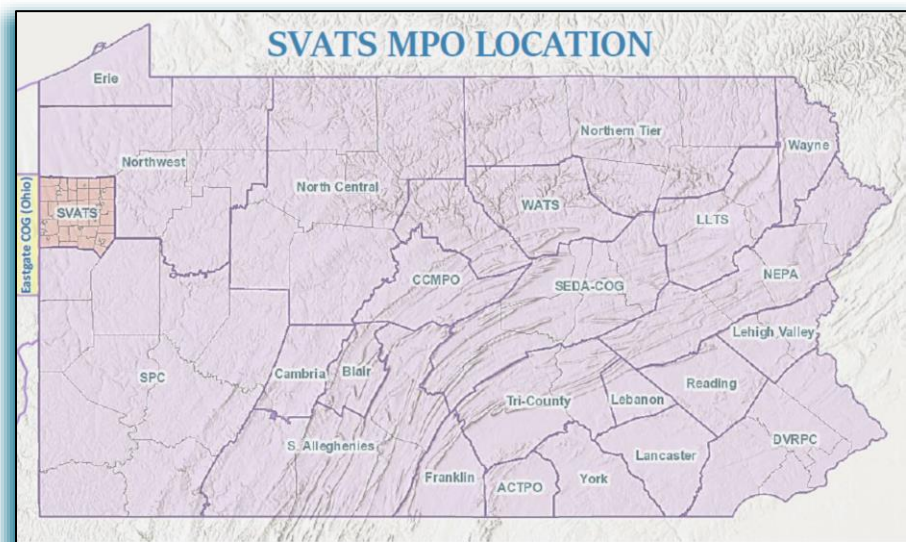 SVATS MPO LOCATION
Erie
Northern Tier
Wayne
Northwest
North Central
Eastgate COG (Ohio)
SVATS
WATS
LLTS
CCMPO
SEDA-COG
NEPA
Lehigh Valley
SPC
Cambria
Blair
Reading
Tri-County
Lebanon
S. Alleghenies
DVRPC
Lancaster
Franklin
ACTPO
York